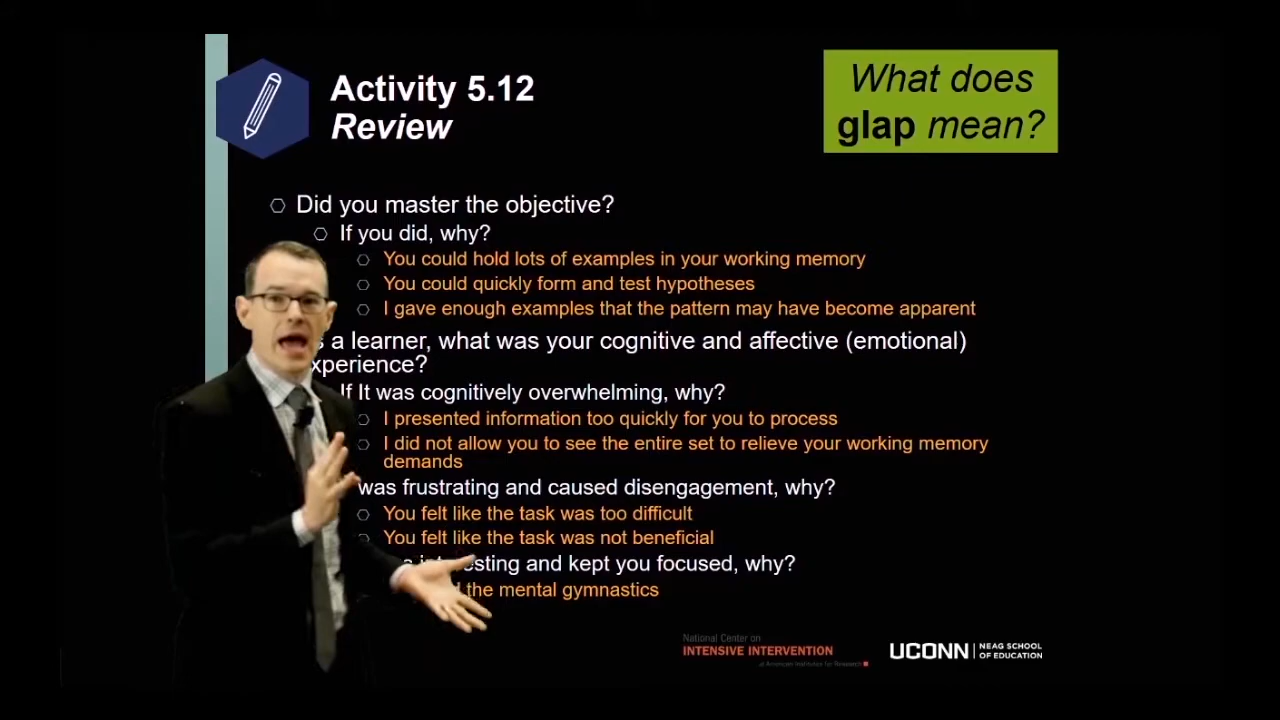 Activity 5.12
Review
What does
glap mean?
Did you master the objective?
If you did, why?
You could hold lots of examples in your working memory
You could quickly form and test hypotheses
I gave enough examples that the pattern may have become apparent
s a learner, what was your cognitive and affective (emotional)
xperience?
If It was cognitively overwhelming, why?
I presented information too quickly for you to process
I did not allow you to see the entire set to relieve your working memory
demands
was frustrating and caused disengagement, why?
You felt like the task was too difficult
You felt like the task was not beneficial
and kept you focused, why?
the mental gymnastics
National Center on
INTENSIVE INTERVENTION
at American Institutes for Research
UCONN
NEAG SCHOOL
OF EDUCATION